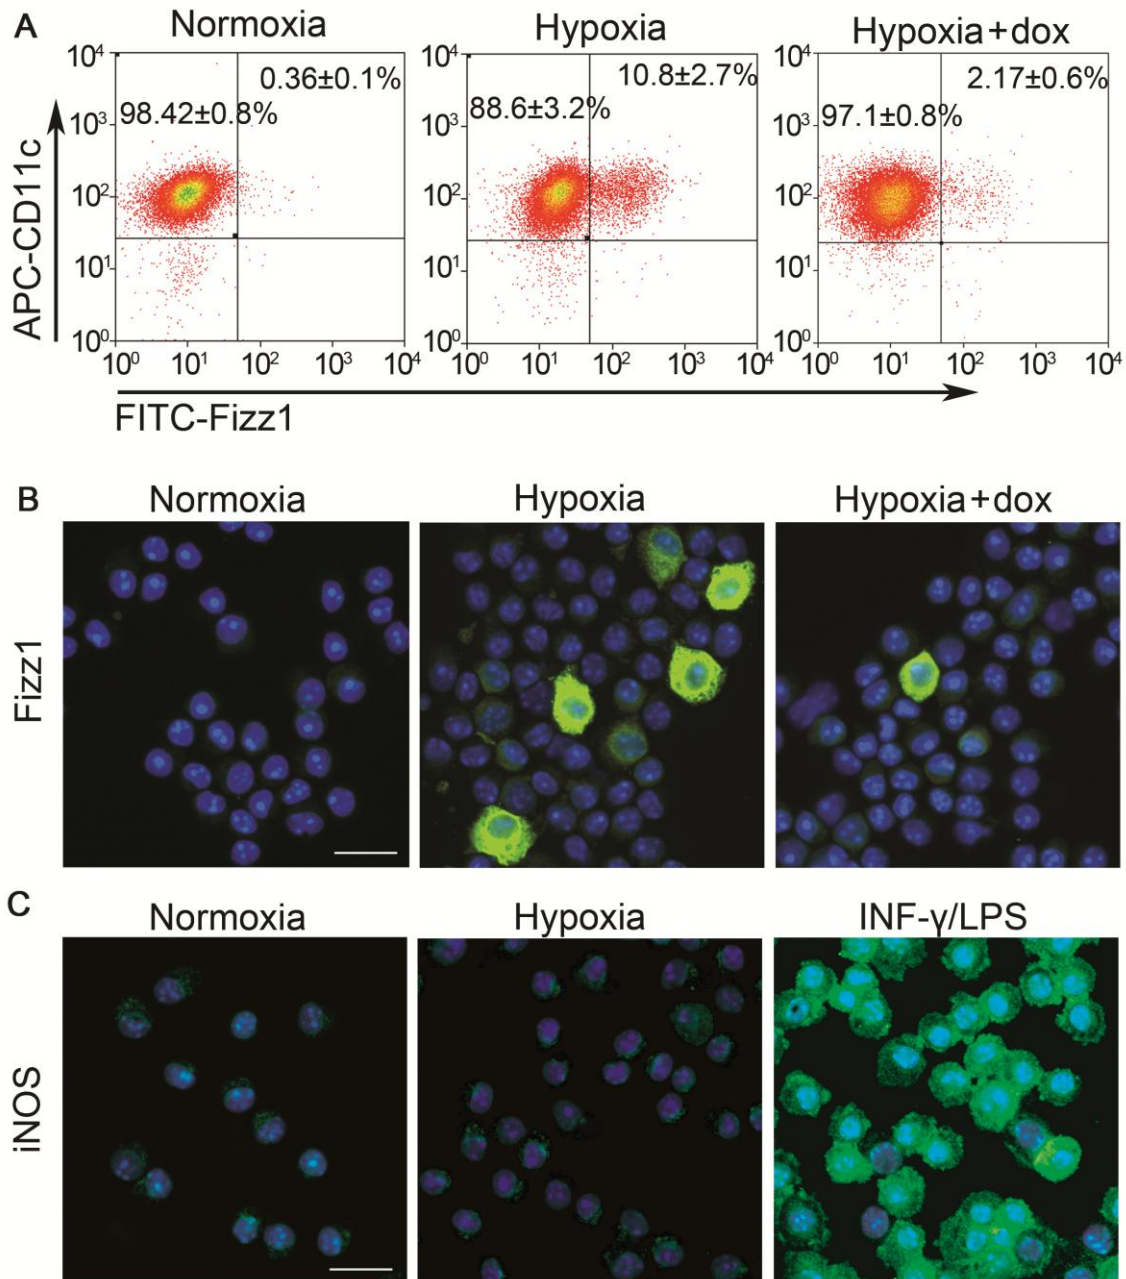 A
Normoxia
Hypoxia
Hypoxia+dox
10⁴
0.36±0.1%
98.42±0.8%
10³
10²
10¹
10⁰
10⁰ 10¹ 10² 10³ 10⁴
10⁴
10.8±2.7%
88.6±3.2%
10³
10²
10¹
10⁰
10⁰ 10¹ 10² 10³ 10⁴
10⁴
2.17±0.6%
97.1±0.8%
10³
10²
10¹
10⁰
10⁰ 10¹ 10² 10³ 10⁴
APC-CD11c
FITC-Fizz1
B
Normoxia
Hypoxia
Hypoxia+dox
Fizz1
C
Normoxia
Hypoxia
INF-γ/LPS
iNOS